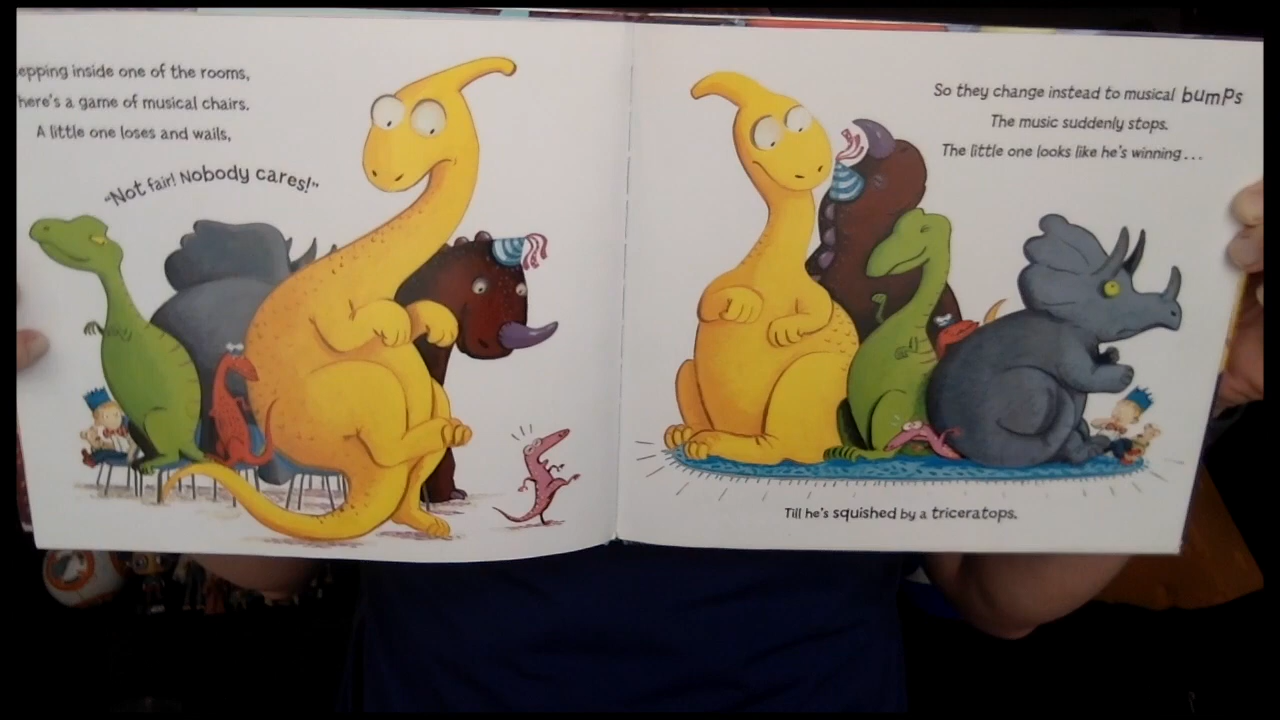 epping inside one of the rooms,
here's a game of musical chairs.
A little one loses and wails,
"Not fair! Nobody cares!"
So they change instead to musical bumps
The music suddenly stops.
The little one looks like he's winning...
Till he's squished by a triceratops.